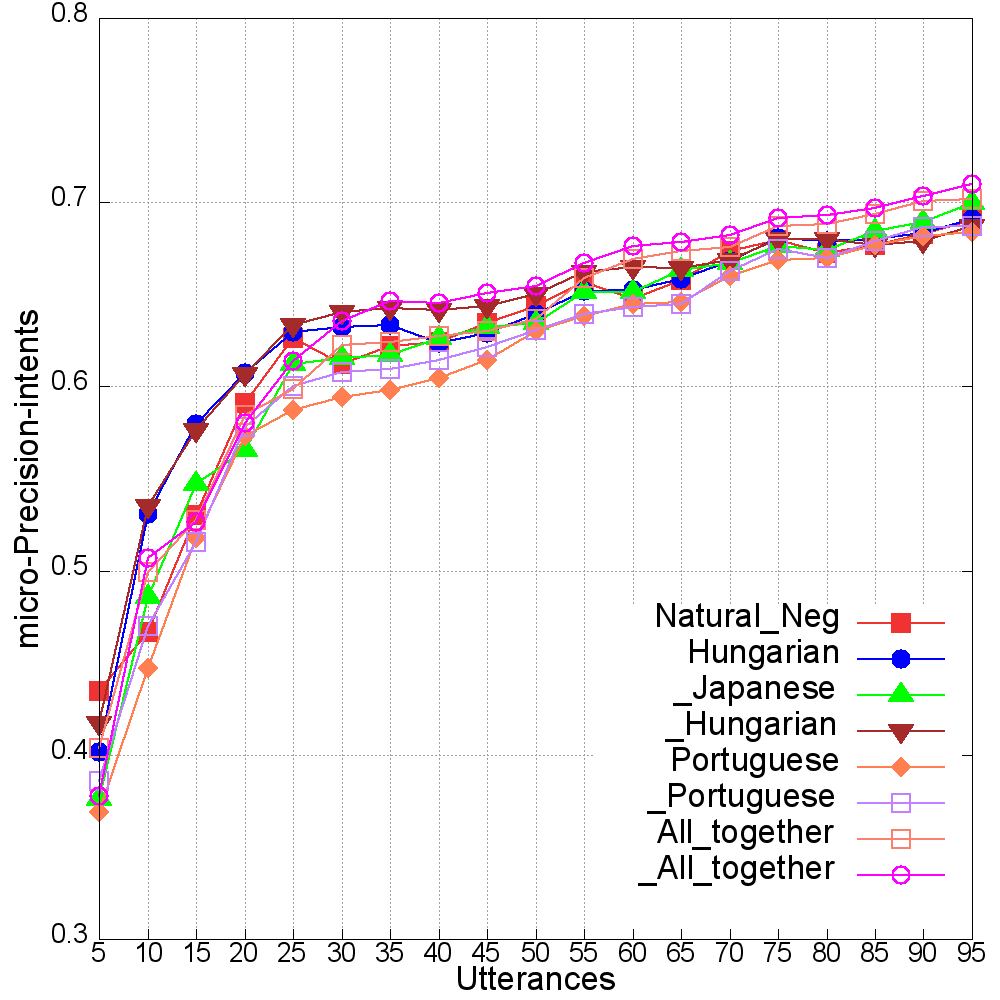 0.8
0.7
0.6
0.5
0.4
0.3
micro-Precision-intents
Natural_Neg
Hungarian
_Japanese
_Hungarian
Portuguese
_Portuguese
All_together
_All_together
5 10 15 20 25 30 35 40 45 50 55 60 65 70 75 80 85 90 95
Utterances